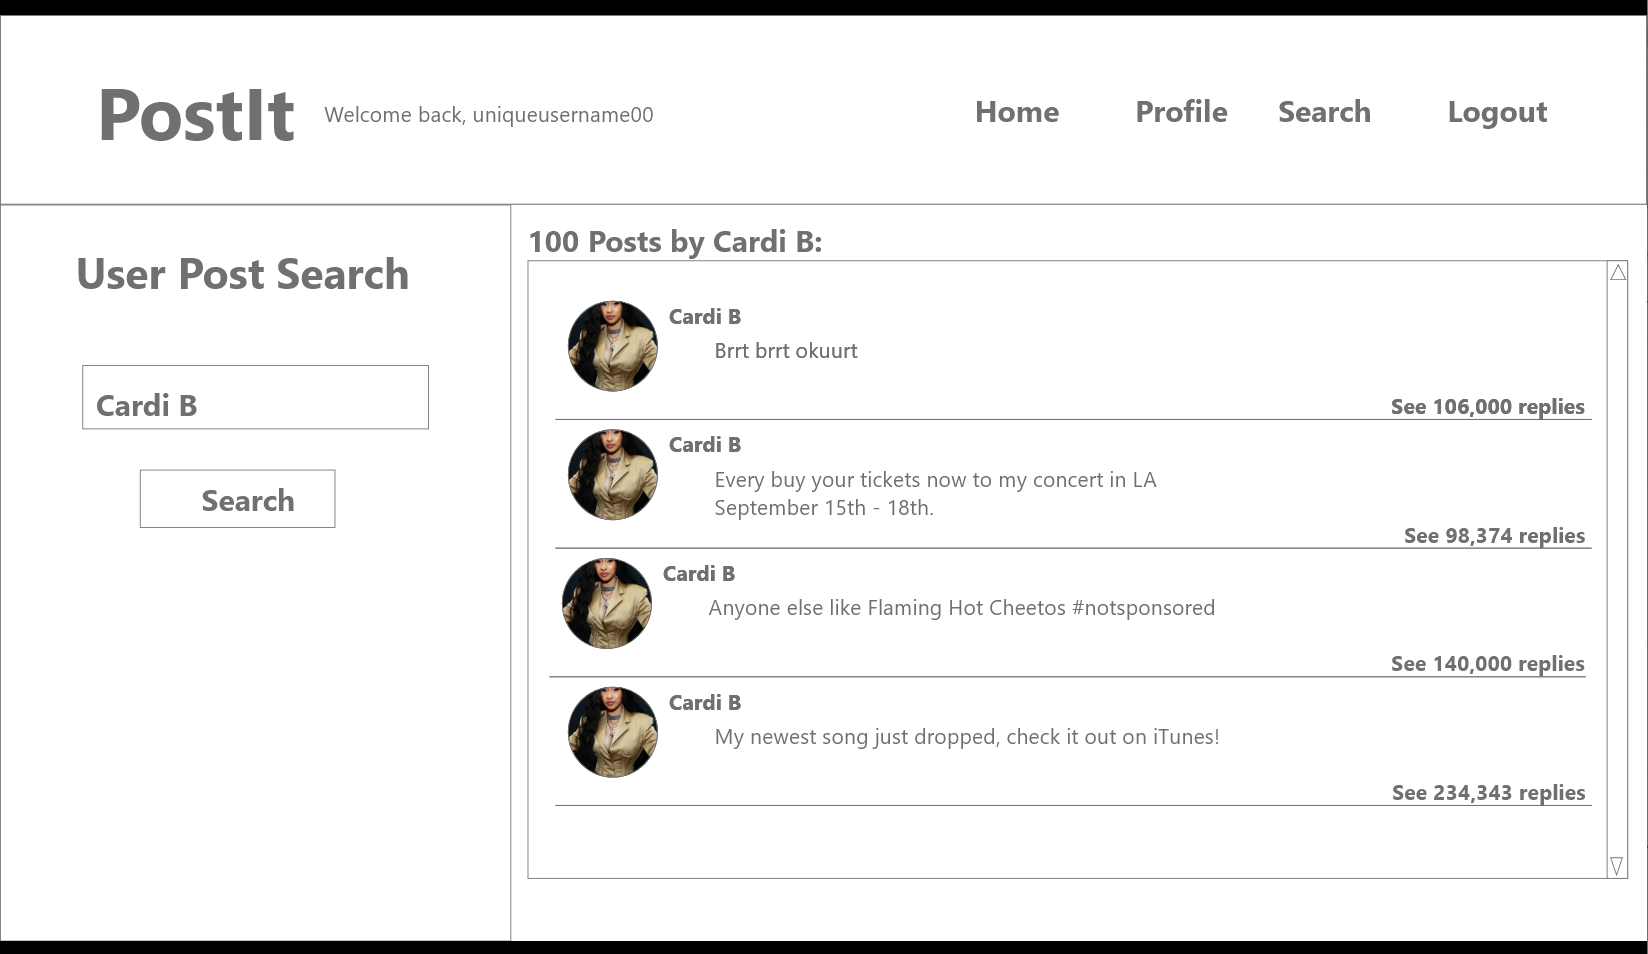 PostIt
Welcome back, uniqueusername00
Home
Profile
Search
Logout
User Post Search
Cardi B
Search
100 Posts by Cardi B:
Cardi B
Brrt brrt okuurt
See 106,000 replies
Cardi B
Every buy your tickets now to my concert in LA
September 15th - 18th.
See 98,374 replies
Cardi B
Anyone else like Flaming Hot Cheetos #notsponsored
See 140,000 replies
Cardi B
My newest song just dropped, check it out on iTunes!
See 234,343 replies